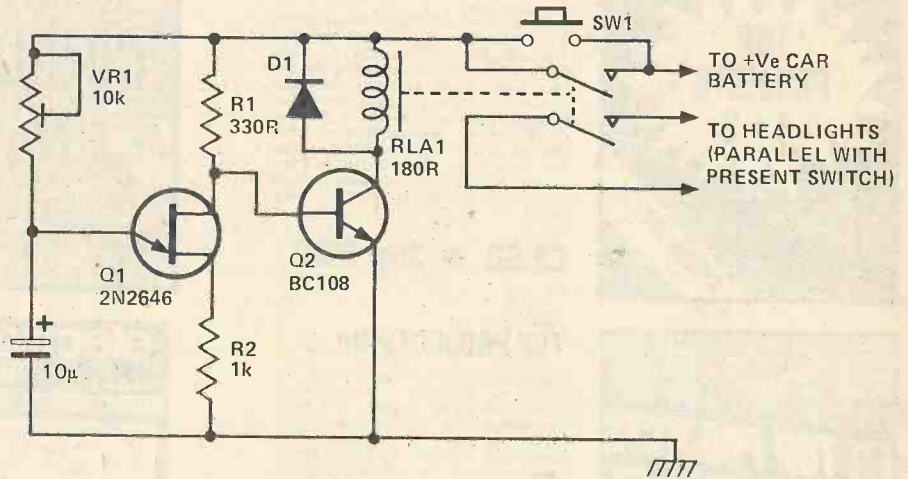 SW1
TO +Ve CAR
BATTERY
VR1
10k
D1
R1
330R
TO HEADLIGHTS
(PARALLEL WITH
PRESENT SWITCH)
RLA1
180R
Q1
2N2646
Q2
BC108
+
10μ
R2
1k